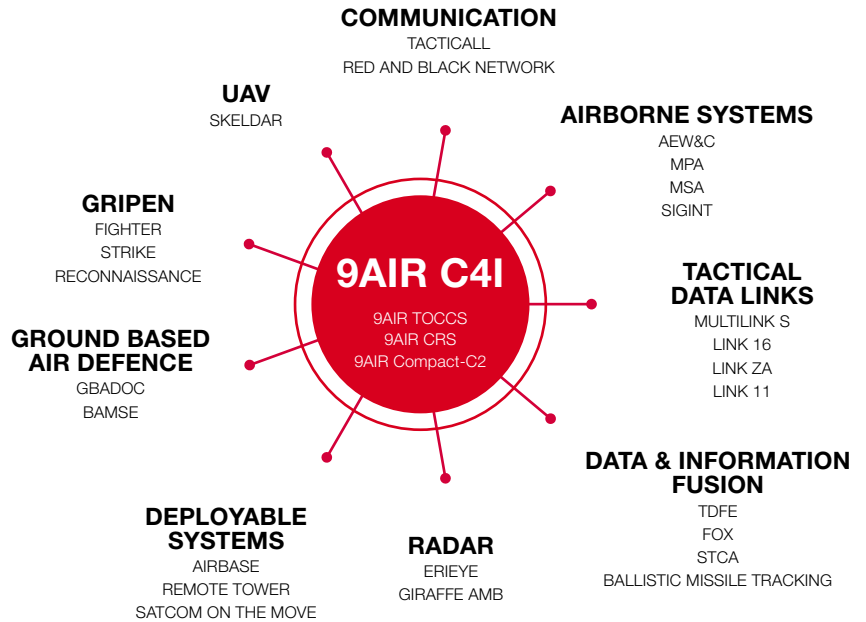 COMMUNICATION
TACTICALL
RED AND BLACK NETWORK
UAV
SKELDAR
AIRBORNE SYSTEMS
AEW&C
MPA
MSA
SIGINT
GRIPEN
FIGHTER
STRIKE
RECONNAISSANCE
9AIR C4I
9AIR TOCCS
9AIR CRS
9AIR Compact-C2
TACTICAL
DATA LINKS
MULTILINK S
LINK 16
LINK ZA
LINK 11
GROUND BASED
AIR DEFENCE
GBADOC
BAMSE
DATA & INFORMATION
FUSION
TDFE
FOX
STCA
BALLISTIC MISSILE TRACKING
DEPLOYABLE
SYSTEMS
AIRBASE
REMOTE TOWER
SATCOM ON THE MOVE
RADAR
ERIEYE
GIRAFFE AMB